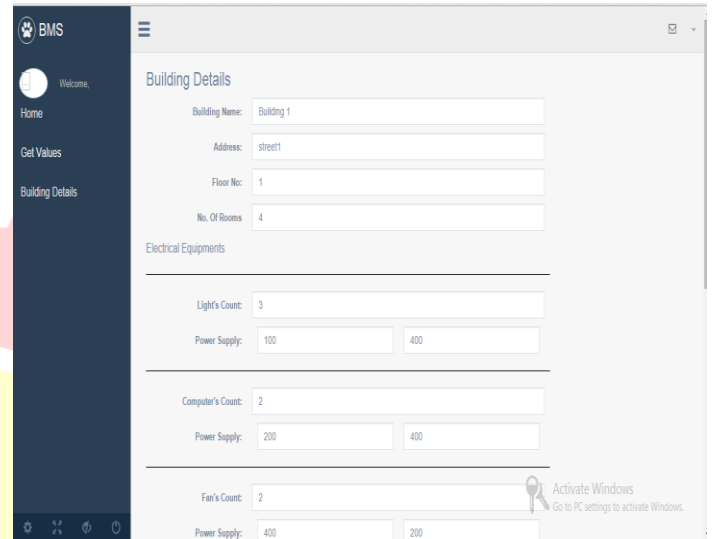 BMS
Welcome,
Home
Get Values
Building Details
Building Details
Building Name: Building 1
Address: street1
Floor No: 1
No. Of Rooms 4
Electrical Equipments
Light's Count: 3
Power Supply: 100 400
Computer's Count: 2
Power Supply: 200 400
Fan's Count: 2
Power Supply: 400 200
Activate Windows
Go to PC settings to activate Windows.